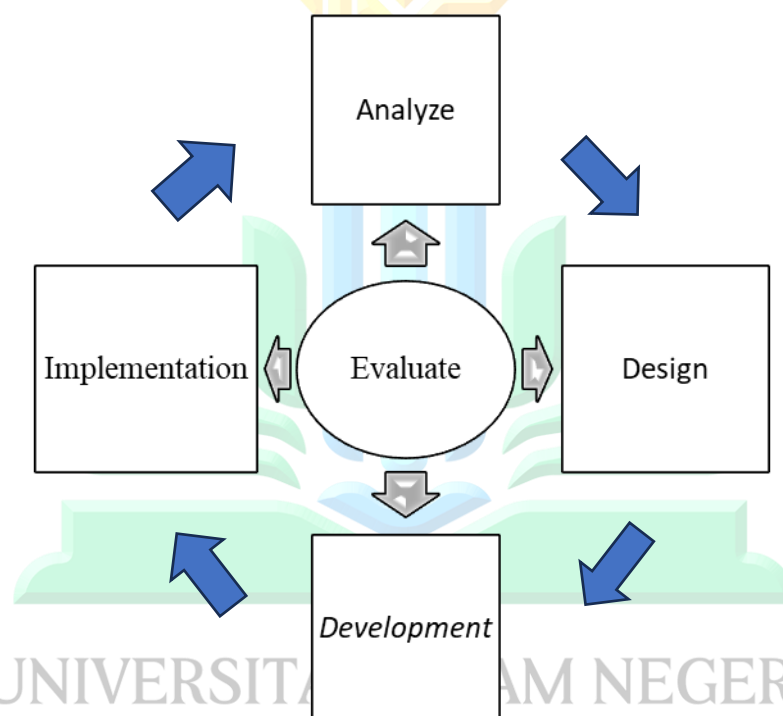 Analyze
Implementation
Evaluate
Design
Development
UNIVERSITA AM NEGER